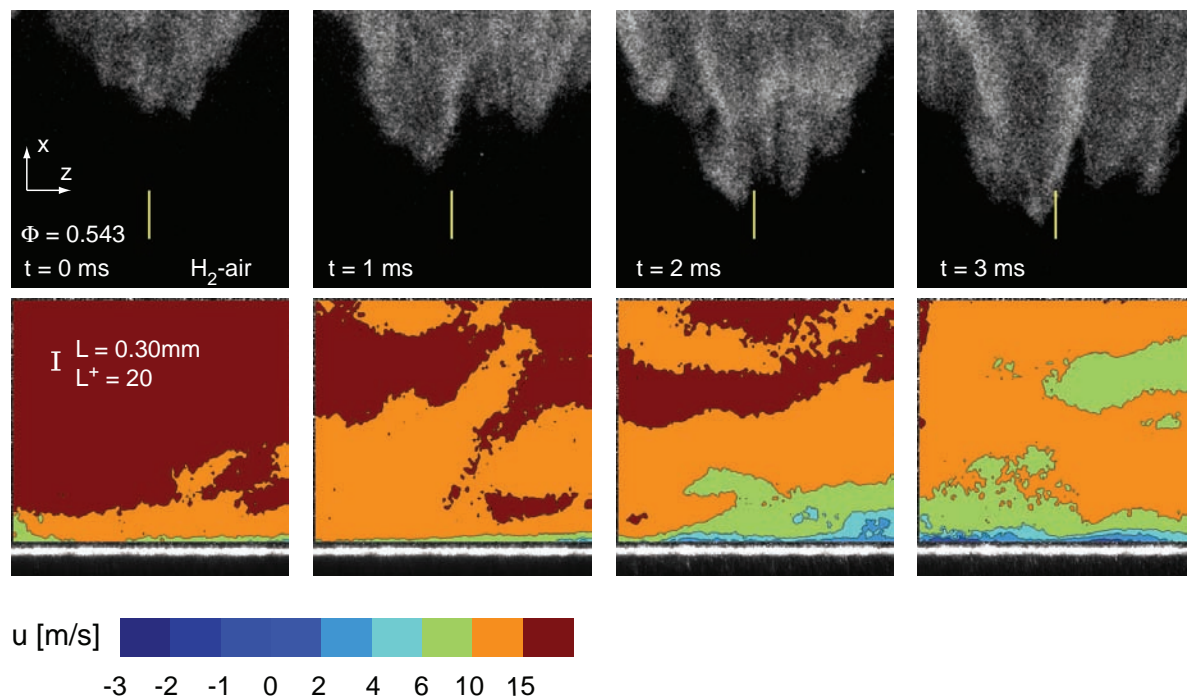 x
z
Φ = 0.543
t = 0 ms H₂-air
t = 1 ms
t = 2 ms
t = 3 ms
L = 0.30mm
L⁺ = 20
u [m/s]
-3 -2 -1 0 2 4 6 10 15